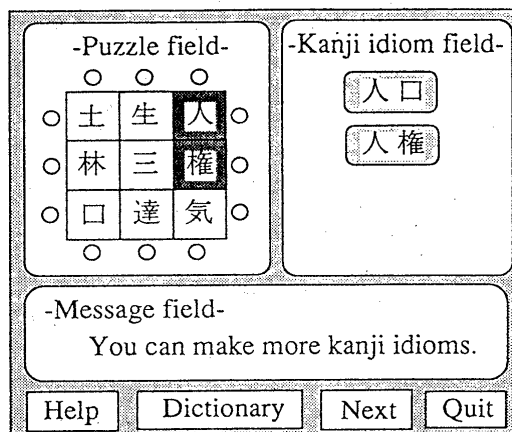 -Puzzle field-
土 生 人
林 三 権
口 達 気
-Kanji idiom field-
人 口
人 権
-Message field-
You can make more kanji idioms.
Help
Dictionary
Next
Quit